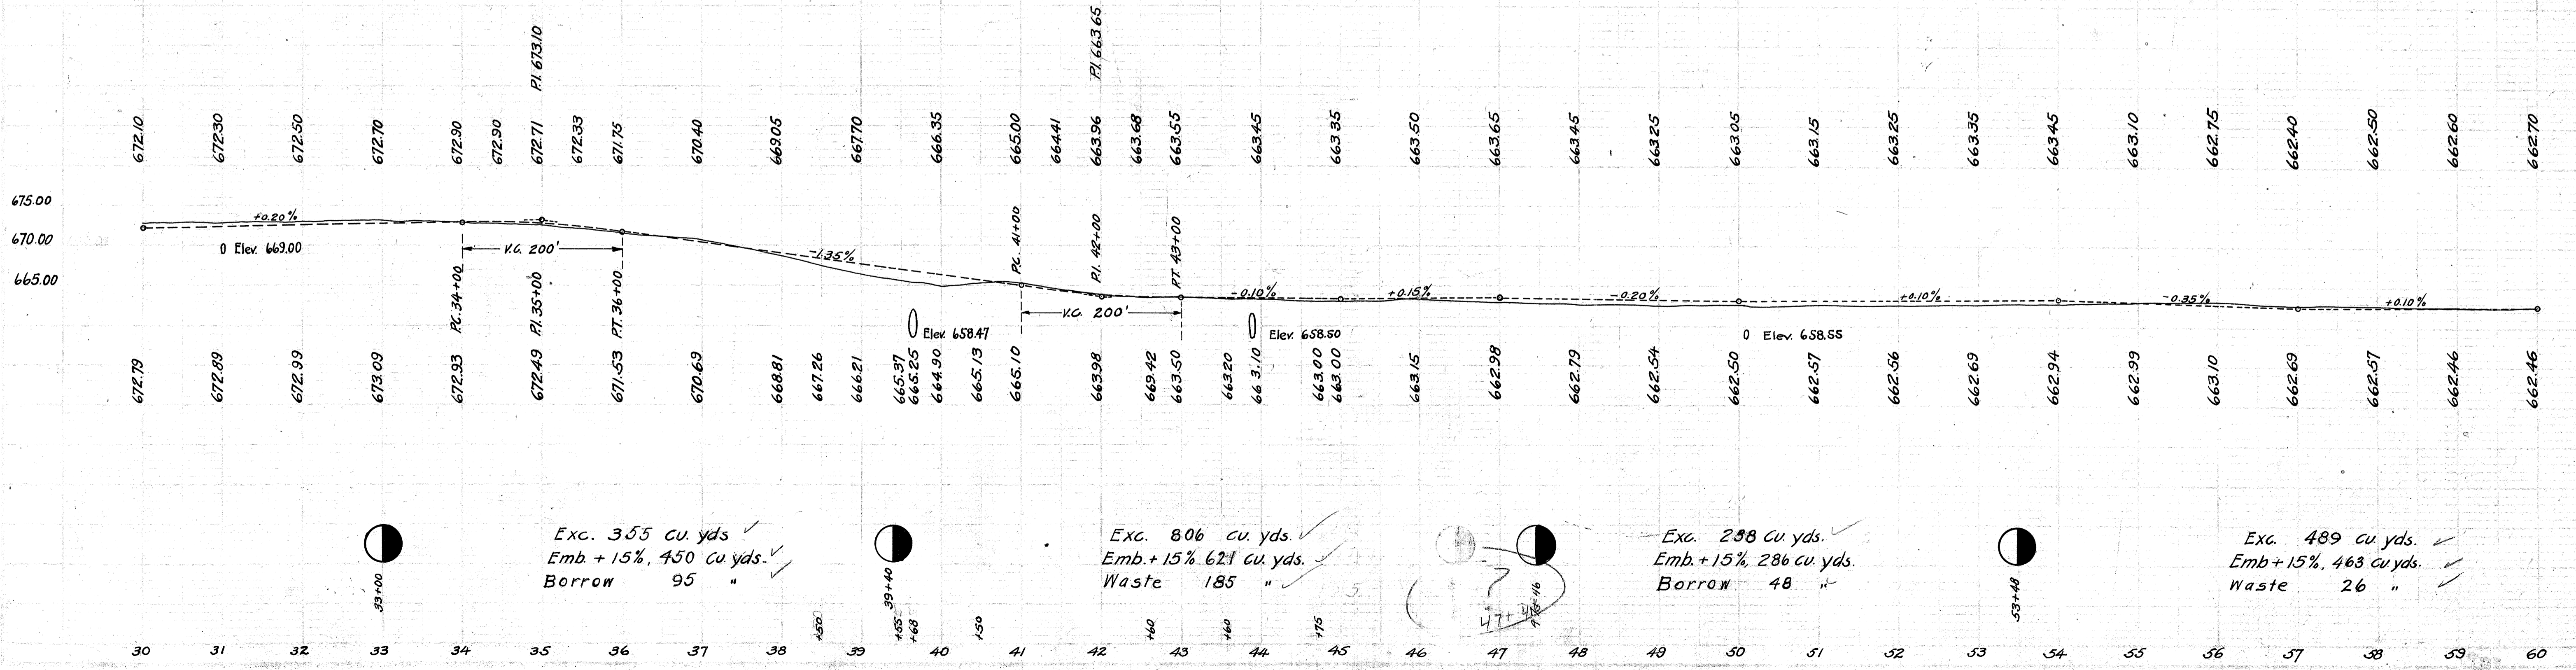 P.I. 673.10
P.I. 663.65
672.10 672.30 672.50 672.70 672.90 672.90 672.71 672.33 671.75 670.40 669.05 667.70 666.35 665.00 664.41 663.96 663.68 663.55 663.45 663.35 663.50 663.65 663.45 663.25 663.05 663.15 663.25 663.35 663.45 663.10 662.75 662.40 662.50 662.60 662.70
675.00
670.00
665.00
+0.20% -1.35% -0.10% +0.15% -0.20% +0.10% -0.35% +0.10%
0 Elev. 669.00
V.C. 200'
P.C. 34+00
P.I. 35+00
P.T. 36+00
P.C. 41+00
P.I. 42+00
P.T. 43+00
V.C. 200'
Elev. 658.47
Elev. 658.50
0 Elev. 658.55
672.79 672.89 672.99 673.09 672.93 672.49 671.53 670.69 668.81 667.26 666.21 665.37 665.25 664.90 665.13 665.10 663.98 669.42 663.50 663.20 663.10 663.00 663.00 663.15 662.98 662.79 662.54 662.50 662.57 662.56 662.69 662.94 662.99 663.10 662.69 662.57 662.46 662.46
33+00
Exc. 355 cu. yds
Emb. + 15%, 450 cu. yds.
Borrow 95 "
39+40
Exc. 806 cu. yds.
Emb. + 15% 621 cu. yds.
Waste 185 "
?
47+
Exc. 238 cu. yds.
Emb. + 15%, 286 cu. yds.
Borrow 48 "
53+48
Exc. 489 cu. yds.
Emb + 15%, 463 cu. yds.
Waste 26 "
+50 +55 +68 +50 +60 +60 +75
30 31 32 33 34 35 36 37 38 39 40 41 42 43 44 45 46 47 48 49 50 51 52 53 54 55 56 57 58 59 60